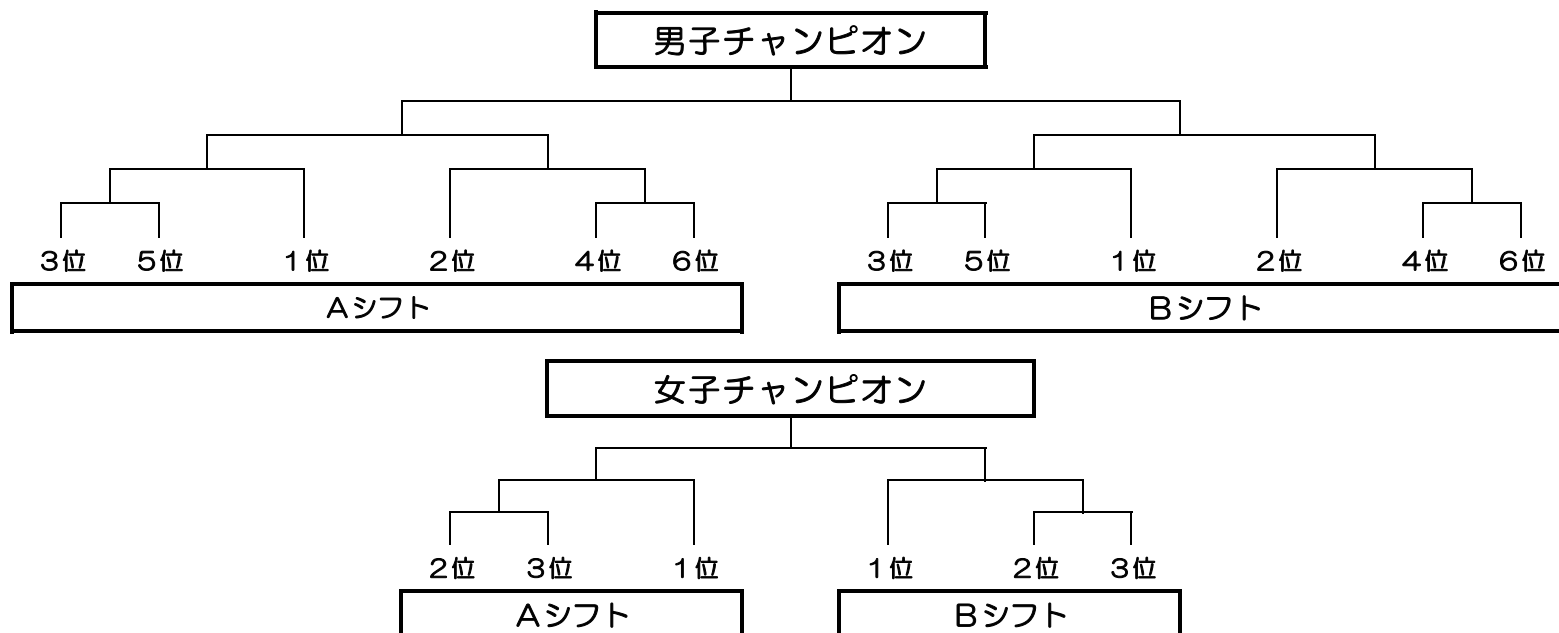 男子チャンピオン
3位 5位 1位 2位 4位 6位 3位 5位 1位 2位 4位 6位
Aシフト Bシフト
女子チャンピオン
2位 3位 1位 1位 2位 3位
Aシフト Bシフト